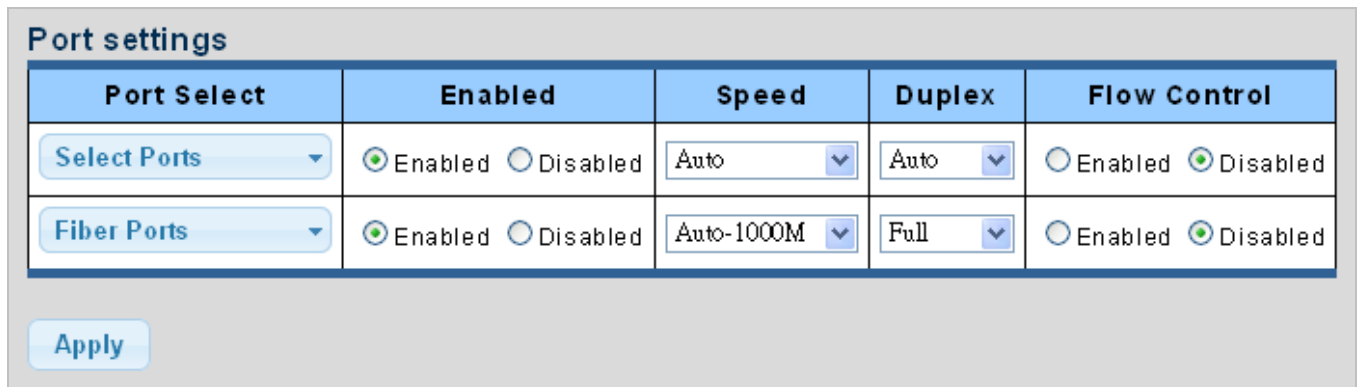 Port settings
Port Select Enabled Speed Duplex Flow Control
Select Ports Enabled Disabled Auto Auto Enabled Disabled
Fiber Ports Enabled Disabled Auto-1000M Full Enabled Disabled
Apply